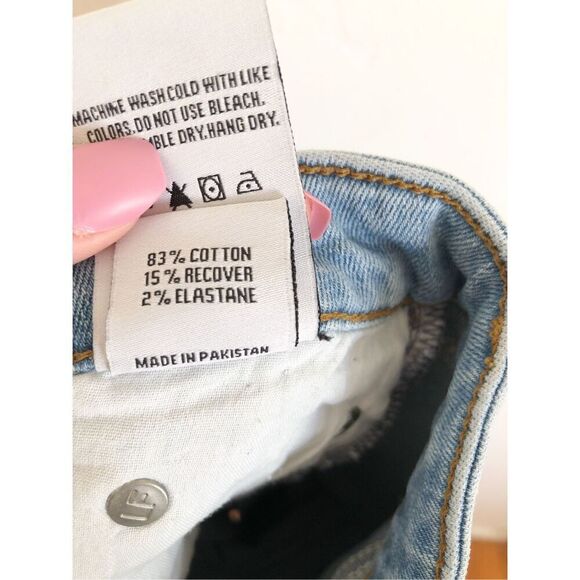 MACHINE WASH COLD WITH LIKE
COLORS. DO NOT USE BLEACH.
DRY. HANG DRY.
83% COTTON
15% RECOVER
2% ELASTANE
MADE IN PAKISTAN